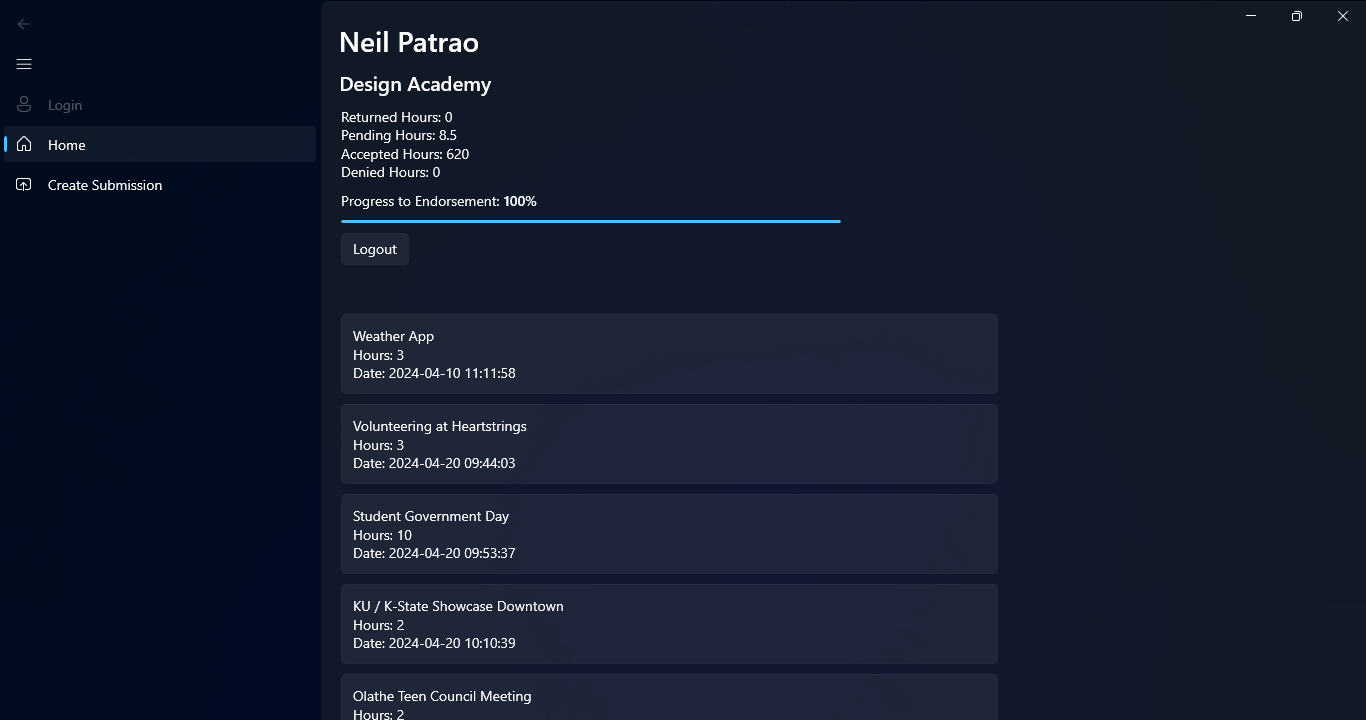 Neil Patrao
Login
Design Academy
Home
Create Submission
Returned Hours: 0
Pending Hours: 8.5
Accepted Hours: 620
Denied Hours: 0
Progress to Endorsement: 100%
Logout
Weather App
Hours: 3
Date: 2024-04-10 11:11:58
Volunteering at Heartstrings
Hours: 3
Date: 2024-04-20 09:44:03
Student Government Day
Hours: 10
Date: 2024-04-20 09:53:37
KU / K-State Showcase Downtown
Hours: 2
Date: 2024-04-20 10:10:39
Olathe Teen Council Meeting
Hours: 2